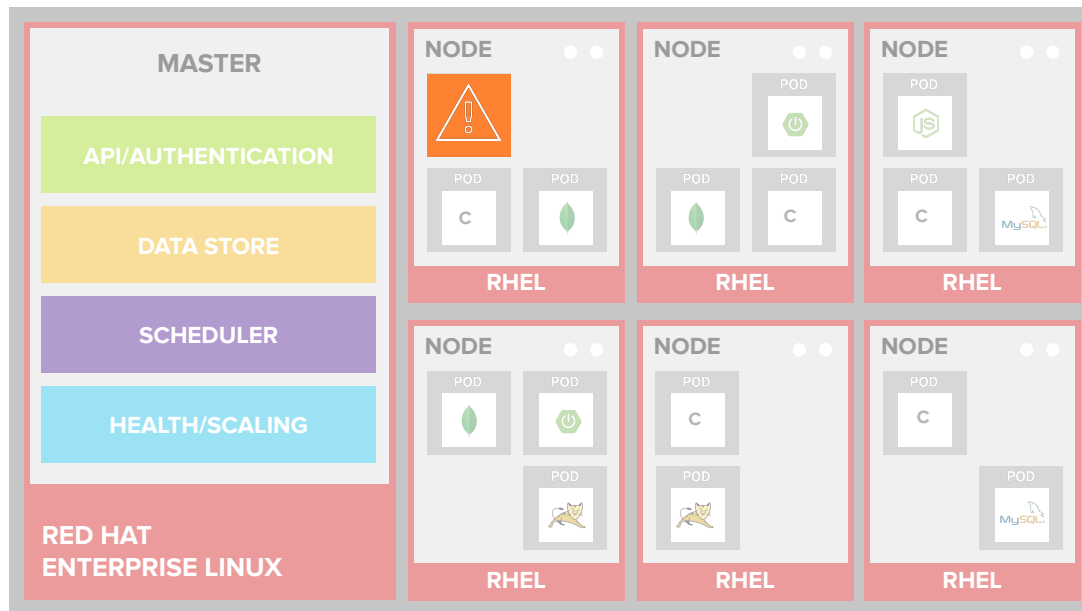 MASTER
API/AUTHENTICATION
DATA STORE
SCHEDULER
HEALTH/SCALING
RED HAT
ENTERPRISE LINUX
NODE
POD
C
POD
RHEL
NODE
POD
POD
POD
C
RHEL
NODE
POD
JS
POD
C
POD
MySQL
RHEL
NODE
POD
POD
POD
RHEL
NODE
POD
C
POD
RHEL
NODE
POD
C
POD
MySQL
RHEL